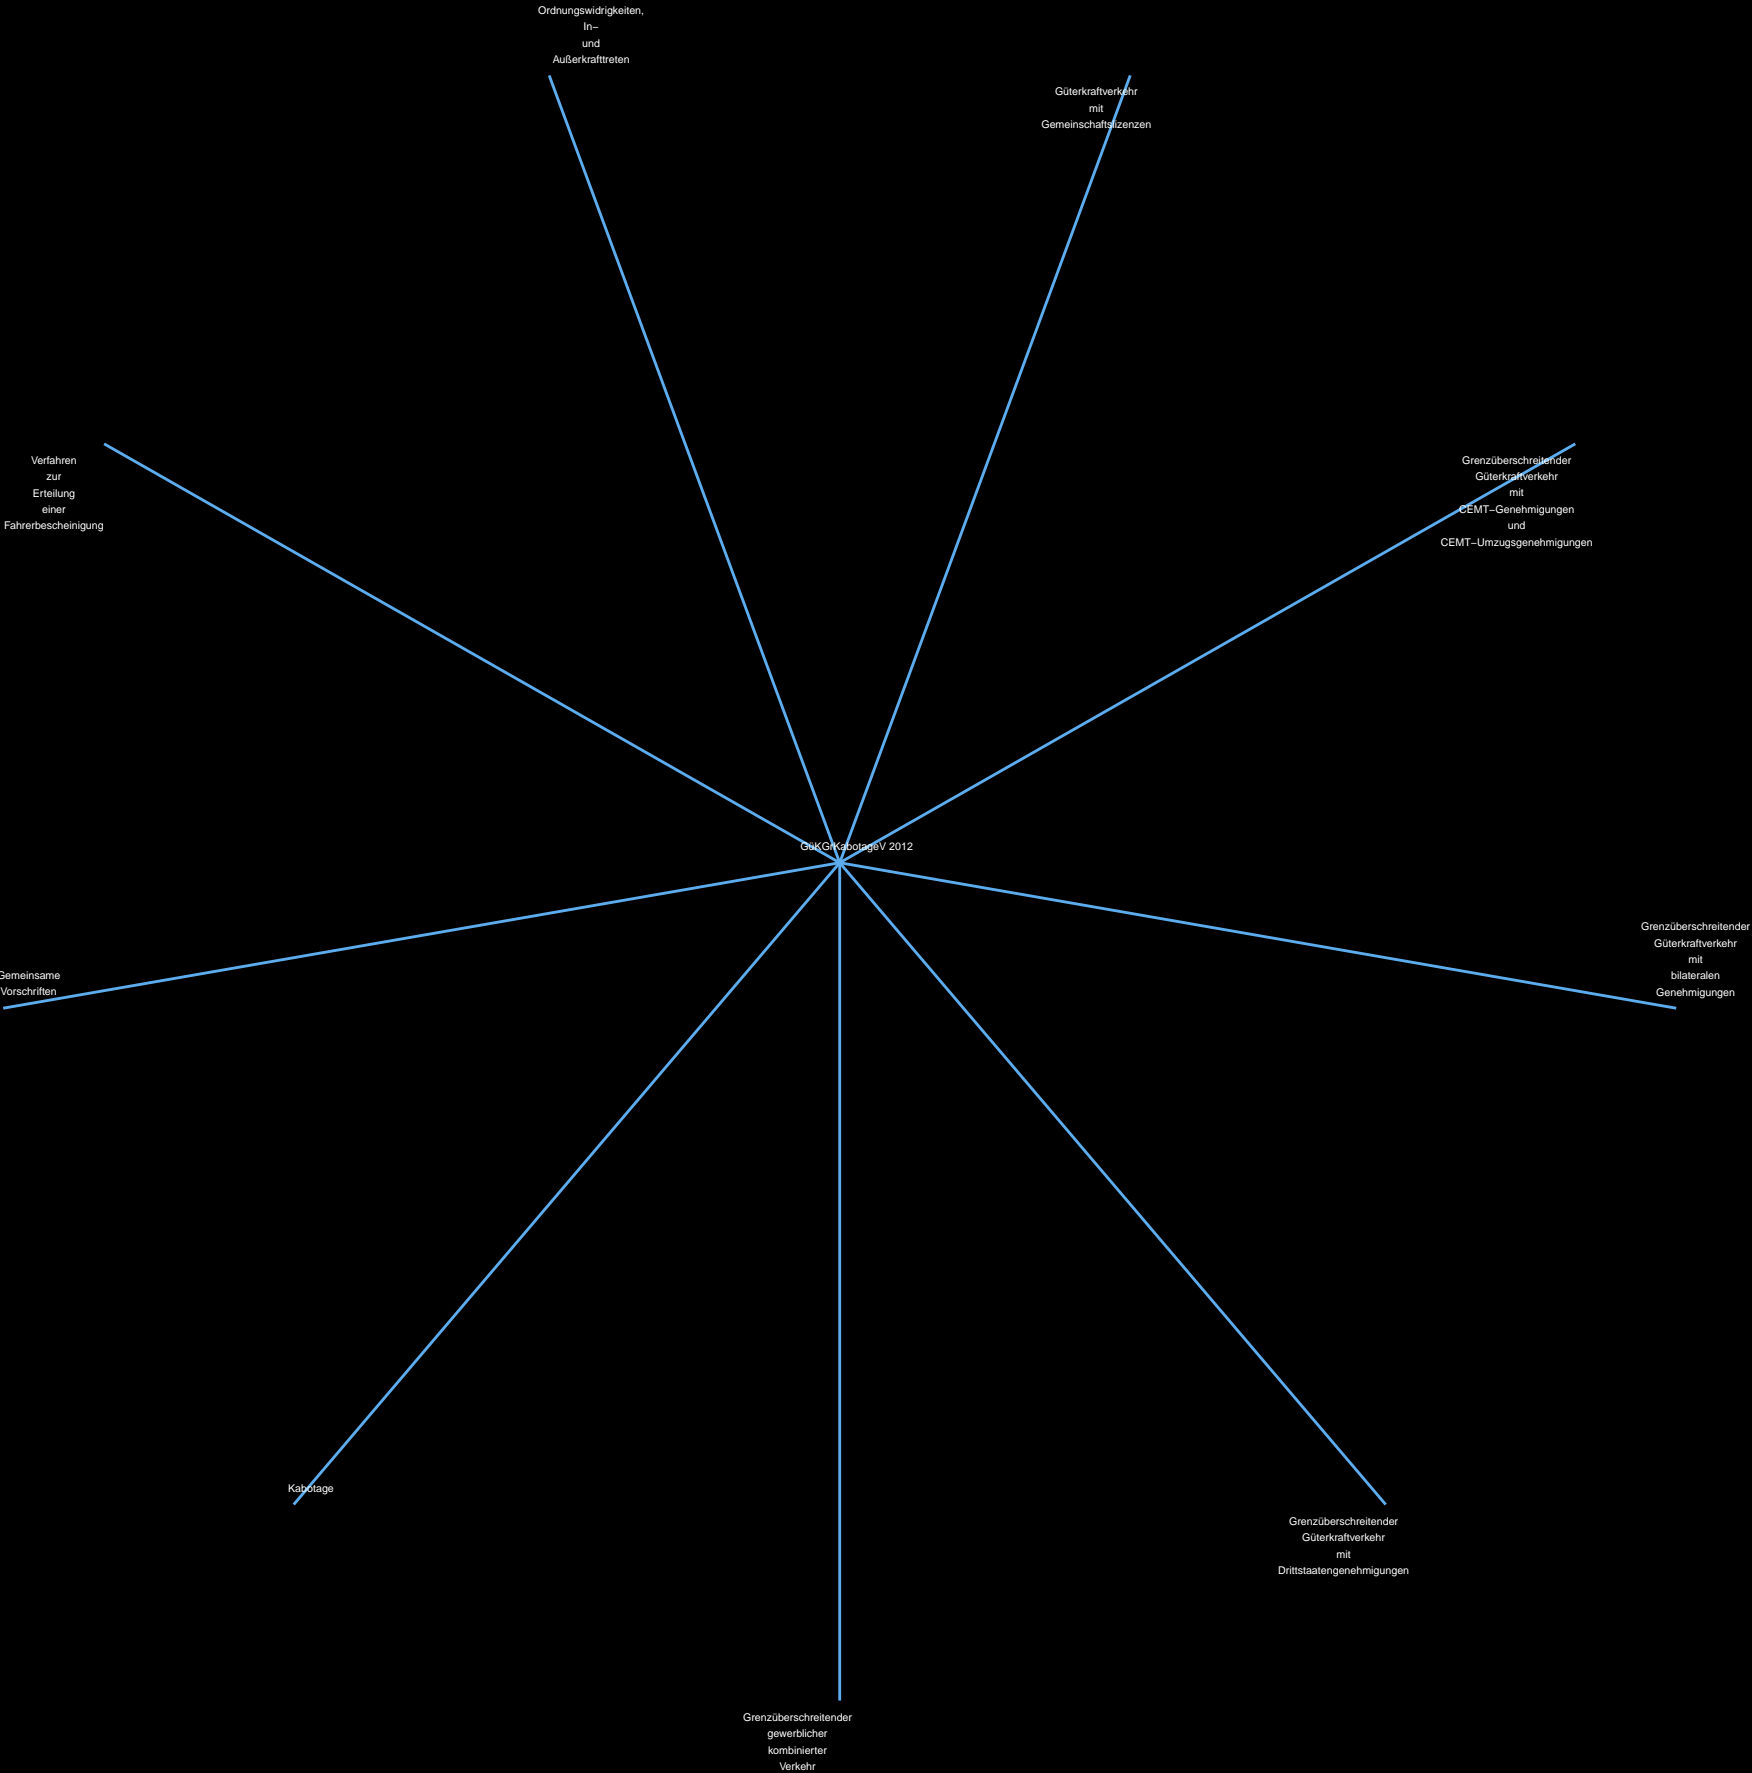 Ordnungswidrigkeiten,
In–
und
Außerkrafttreten
Güterkraftverkehr
mit
Gemeinschaftslizenzen
Verfahren
zur
Erteilung
einer
Fahrerbescheinigung
Grenzüberschreitender
Güterkraftverkehr
mit
CEMT–Genehmigungen
und
CEMT–Umzugsgenehmigungen
GüKGrKabotageV 2012
Grenzüberschreitender
Güterkraftverkehr
mit
bilateralen
Genehmigungen
Gemeinsame
Vorschriften
Kabotage
Grenzüberschreitender
Güterkraftverkehr
mit
Drittstaatengenehmigungen
Grenzüberschreitender
gewerblicher
kombinierter
Verkehr